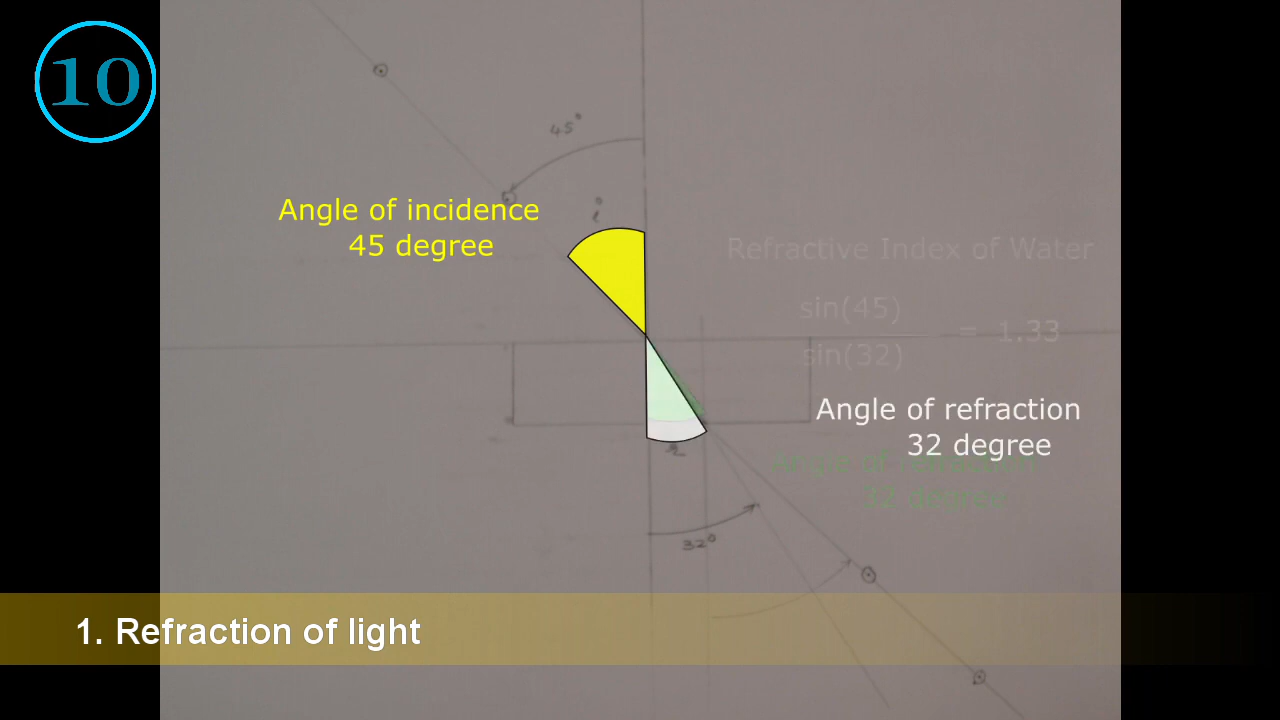 10
45°
i
Angle of incidence
45 degree
Refractive Index of Water
sin(45)
sin(32)
= 1.33
Angle of refraction
32 degree
Angle of refraction
32 degree
r
32°
1. Refraction of light